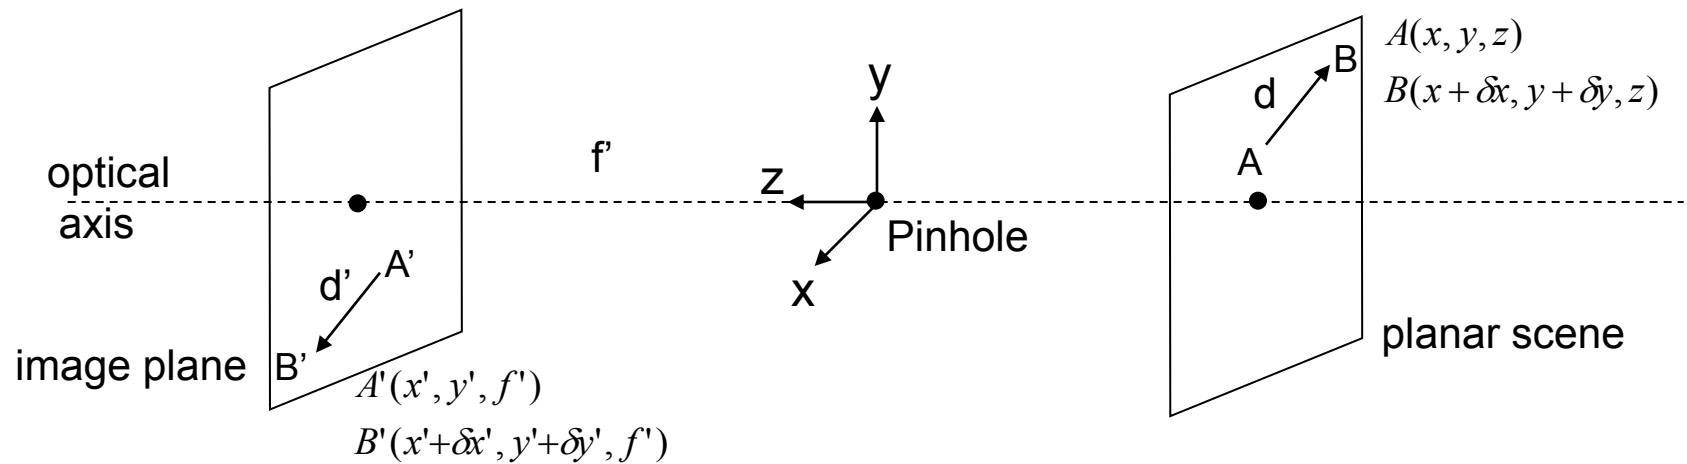 A(x, y, z)
B(x + δx, y + δy, z)
B
d
A
y
f’
z
optical
axis
Pinhole
x
A’
d’
planar scene
image plane
B’
A'(x', y', f')
B'(x'+δx', y'+δy', f')